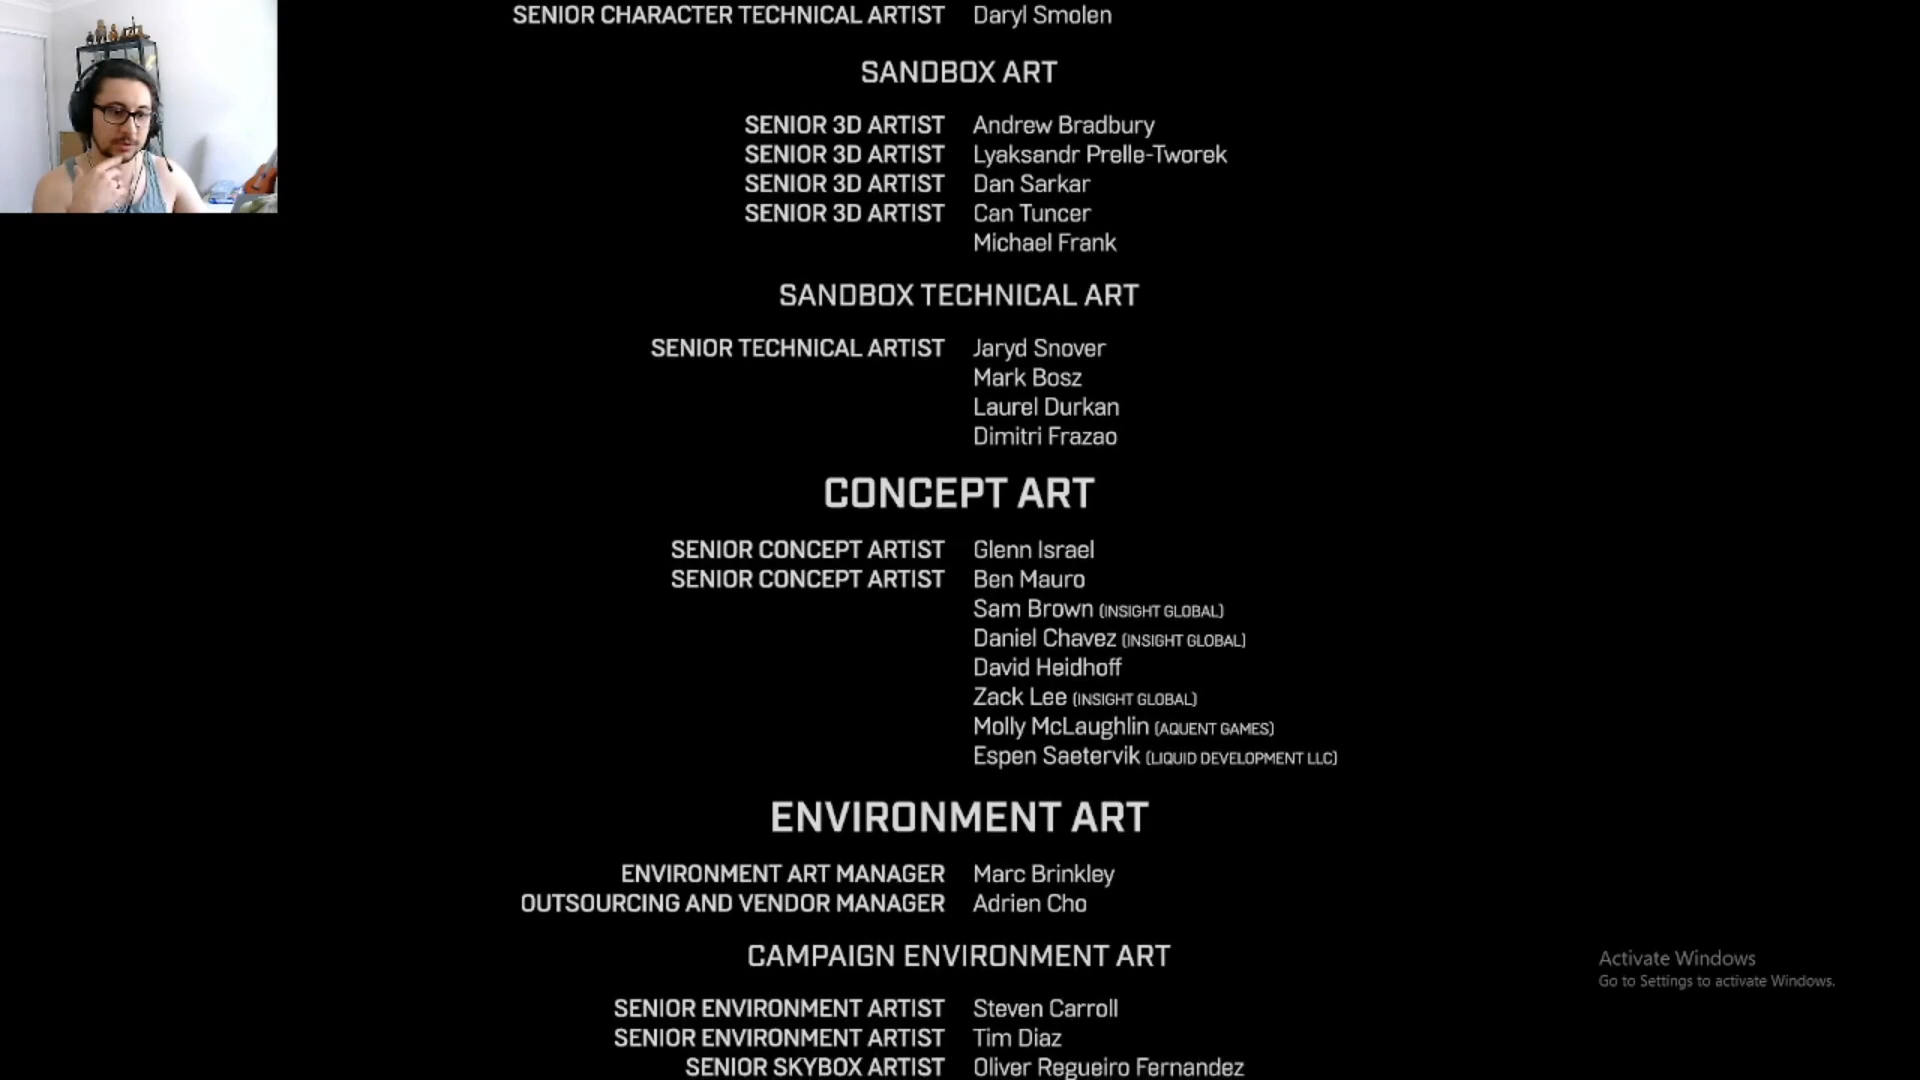 SENIOR CHARACTER TECHNICAL ARTIST Daryl Smolen
SANDBOX ART
SENIOR 3D ARTIST Andrew Bradbury
SENIOR 3D ARTIST Lyaksandr Prelle-Tworek
SENIOR 3D ARTIST Dan Sarkar
SENIOR 3D ARTIST Can Tuncer
Michael Frank
SANDBOX TECHNICAL ART
SENIOR TECHNICAL ARTIST Jaryd Snover
Mark Bosz
Laurel Durkan
Dimitri Frazao
CONCEPT ART
SENIOR CONCEPT ARTIST Glenn Israel
SENIOR CONCEPT ARTIST Ben Mauro
Sam Brown (INSIGHT GLOBAL)
Daniel Chavez (INSIGHT GLOBAL)
David Heidhoff
Zack Lee (INSIGHT GLOBAL)
Molly McLaughlin (AQUENT GAMES)
Espen Saetervik (LIQUID DEVELOPMENT LLC)
ENVIRONMENT ART
ENVIRONMENT ART MANAGER Marc Brinkley
OUTSOURCING AND VENDOR MANAGER Adrien Cho
CAMPAIGN ENVIRONMENT ART
SENIOR ENVIRONMENT ARTIST Steven Carroll
SENIOR ENVIRONMENT ARTIST Tim Diaz
SENIOR SKYBOX ARTIST Oliver Regueiro Fernandez
Activate Windows
Go to Settings to activate Windows.